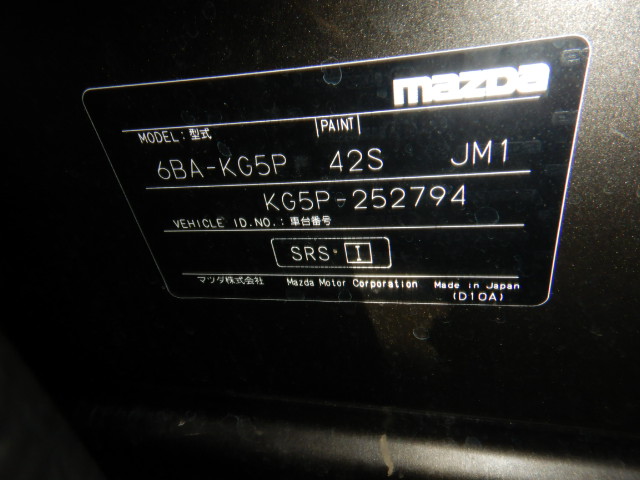 mazda
MODEL: 型式 PAINT
6BA-KG5P 42S JM1
KG5P-252794
VEHICLE ID.NO.: 車台番号
SRS I
マツダ株式会社 Mazda Motor Corporation Made in Japan
(D10A)